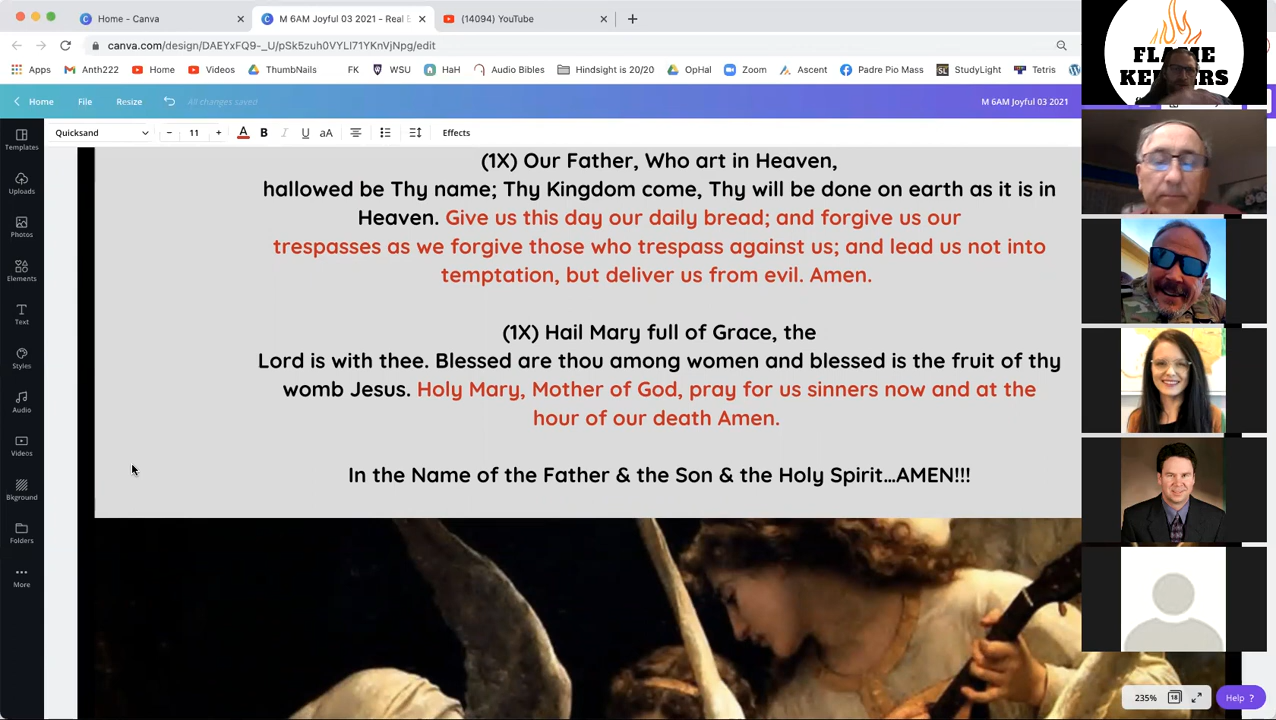 Home - Canva
M 6AM Joyful 03 2021 - Real E
(14094) YouTube
canva.com/design/DAEYxFQ9-_U/pSk5zuh0VYLI71YKnVjNpg/edit
Apps
Anth222
Home
Videos
ThumbNails
FK
WSU
HaH
Audio Bibles
Hindsight is 20/20
OpHal
Zoom
Ascent
Padre Pio Mass
StudyLight
Tetris
FLAME
KEEPERS
Home
File
Resize
All changes saved
M 6AM Joyful 03 2021
Quicksand
11
A
B
I
U
aA
Effects
Templates
Uploads
Photos
Elements
Text
Styles
Audio
Videos
Bkground
Folders
More
(1X) Our Father, Who art in Heaven,
hallowed be Thy name; Thy Kingdom come, Thy will be done on earth as it is in
Heaven. Give us this day our daily bread; and forgive us our
trespasses as we forgive those who trespass against us; and lead us not into
temptation, but deliver us from evil. Amen.
(1X) Hail Mary full of Grace, the
Lord is with thee. Blessed are thou among women and blessed is the fruit of thy
womb Jesus. Holy Mary, Mother of God, pray for us sinners now and at the
hour of our death Amen.
In the Name of the Father & the Son & the Holy Spirit...AMEN!!!
235%
18
Help ?